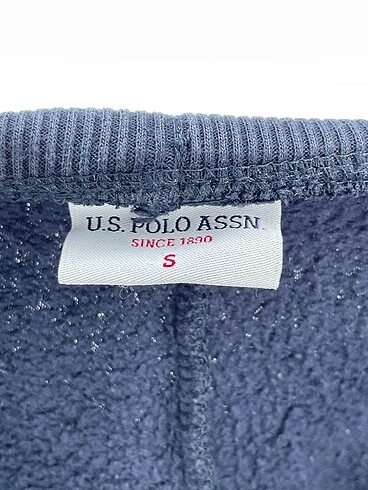 U.S. POLO ASSN.
SINCE 1890
S